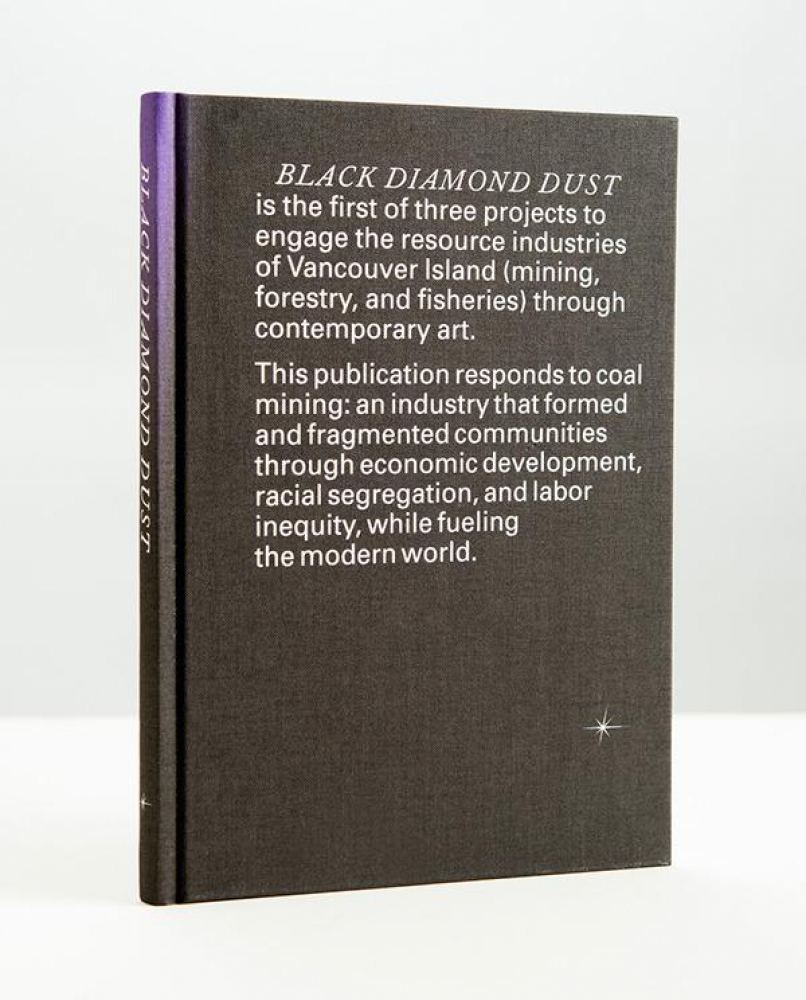 BLACK DIAMOND DUST
BLACK DIAMOND DUST
is the first of three projects to
engage the resource industries
of Vancouver Island (mining,
forestry, and fisheries) through
contemporary art.
This publication responds to coal
mining: an industry that formed
and fragmented communities
through economic development,
racial segregation, and labor
inequity, while fueling
the modern world.